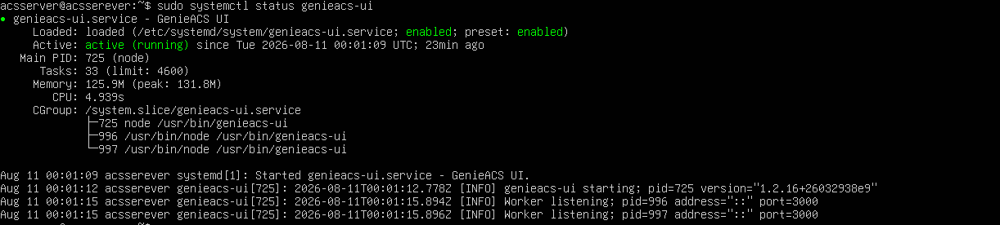 acsserver@acsserever:~$ sudo systemctl status genieacs-ui
● genieacs-ui.service - GenieACS UI
     Loaded: loaded (/etc/systemd/system/genieacs-ui.service; enabled; preset: enabled)
     Active: active (running) since Tue 2026-08-11 00:01:09 UTC; 23min ago
   Main PID: 725 (node)
      Tasks: 33 (limit: 4600)
     Memory: 125.9M (peak: 131.8M)
        CPU: 4.939s
     CGroup: /system.slice/genieacs-ui.service
             ├─725 node /usr/bin/genieacs-ui
             ├─996 /usr/bin/node /usr/bin/genieacs-ui
             └─997 /usr/bin/node /usr/bin/genieacs-ui

Aug 11 00:01:09 acsserever systemd[1]: Started genieacs-ui.service - GenieACS UI.
Aug 11 00:01:12 acsserever genieacs-ui[725]: 2026-08-11T00:01:12.778Z [INFO] genieacs-ui starting; pid=725 version="1.2.16+26032938e9"
Aug 11 00:01:15 acsserever genieacs-ui[725]: 2026-08-11T00:01:15.894Z [INFO] Worker listening; pid=996 address="::" port=3000
Aug 11 00:01:15 acsserever genieacs-ui[725]: 2026-08-11T00:01:15.896Z [INFO] Worker listening; pid=997 address="::" port=3000